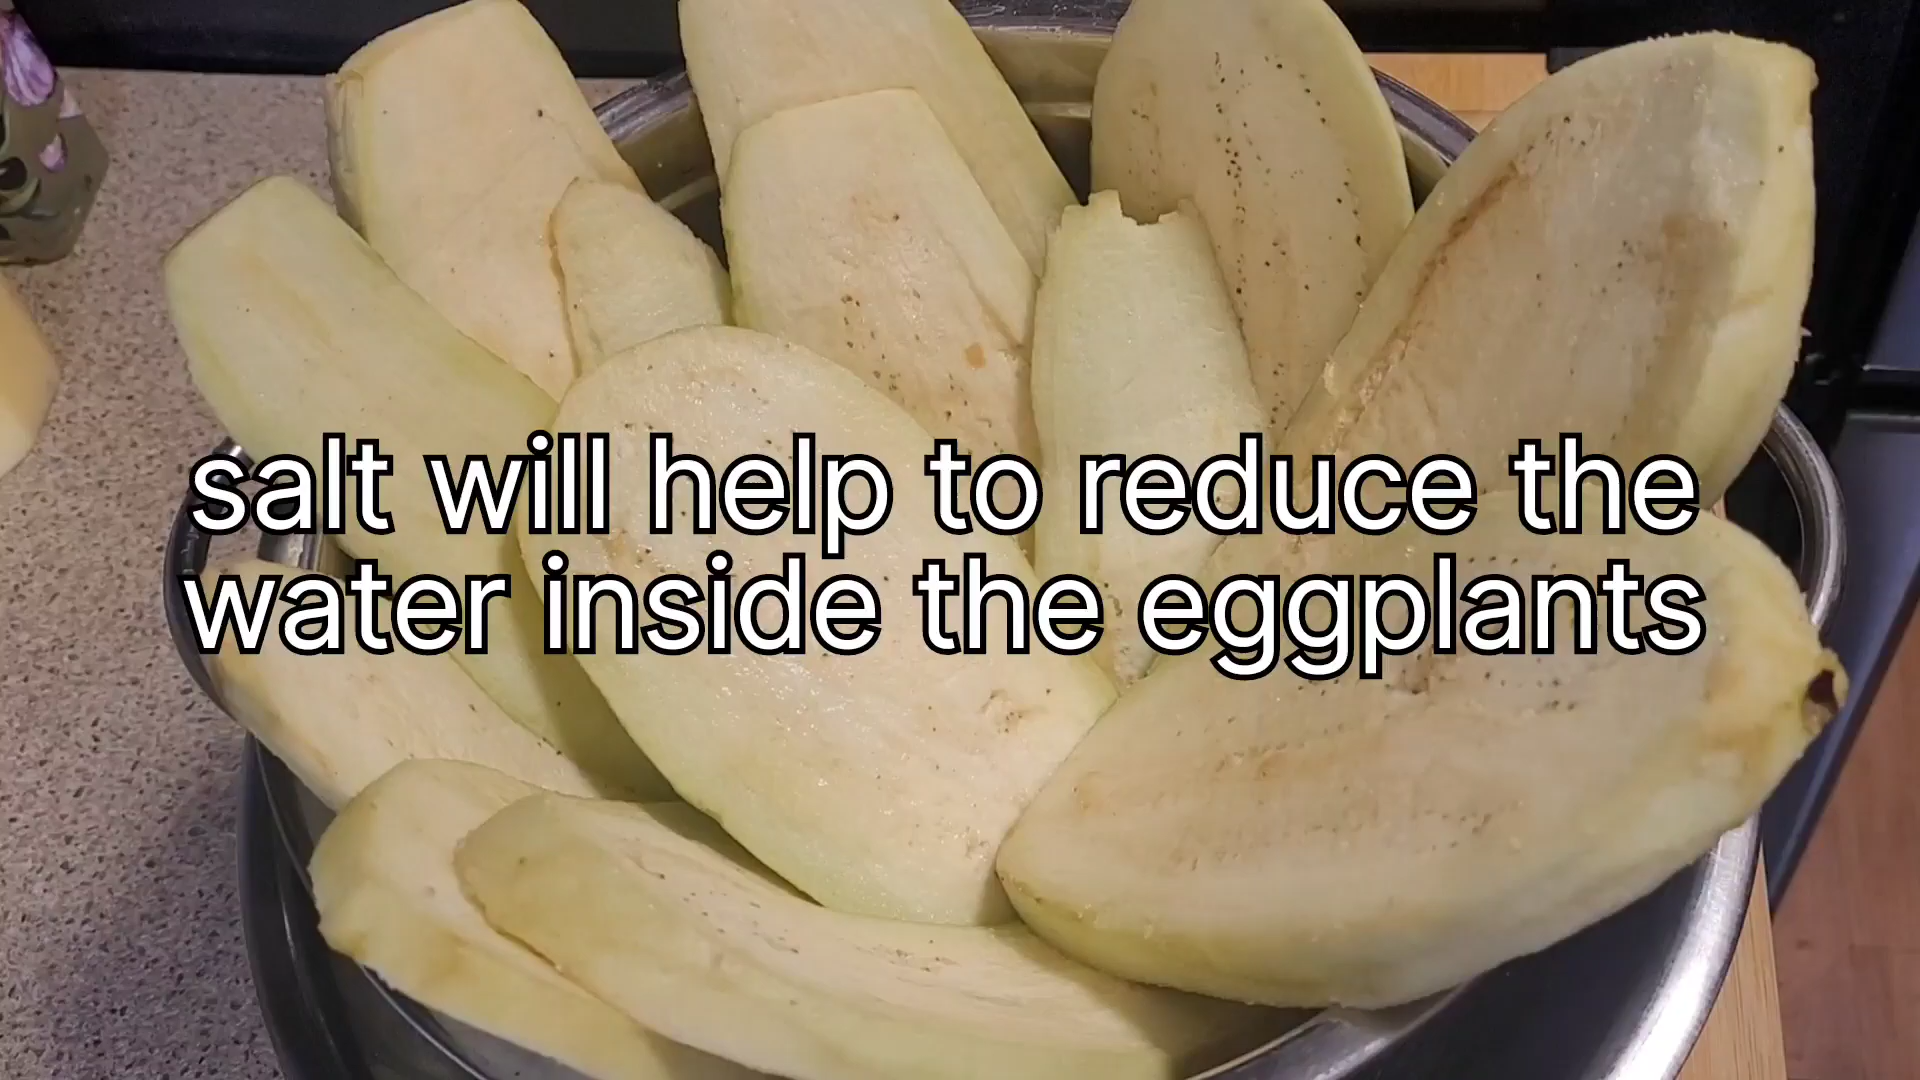 salt will help to reduce the
water inside the eggplants